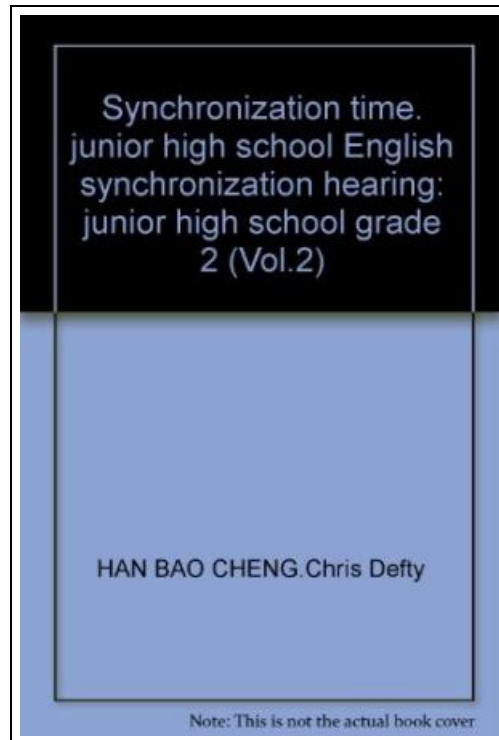 Synchronization time.
junior high school English
synchronization hearing:
junior high school grade
2 (Vol.2)
HAN BAO CHENG.Chris Defty
Note: This is not the actual book cover